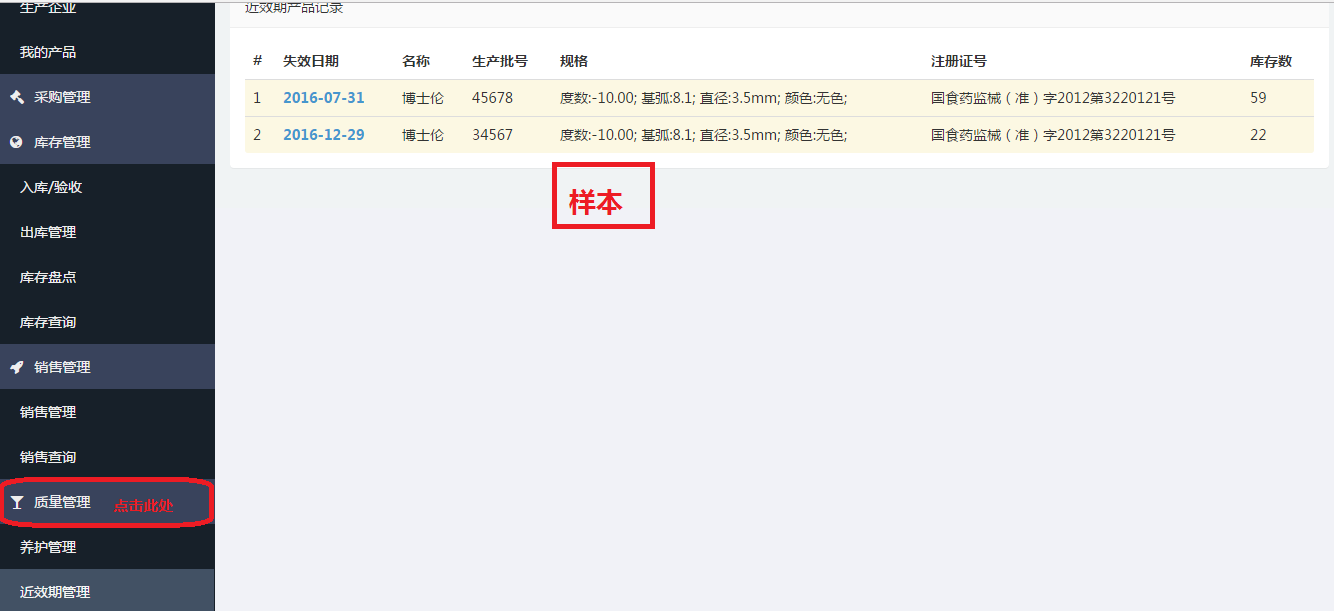 生产企业
我的产品
采购管理
库存管理
入库/验收
出库管理
库存盘点
库存查询
销售管理
销售管理
销售查询
质量管理 点击此处
养护管理
近效期管理
近效期产品记录
# 失效日期 名称 生产批号 规格 注册证号 库存数
1 2016-07-31 博士伦 45678 度数:-10.00; 基弧:8.1; 直径:3.5mm; 颜色:无色; 国食药监械（准）字2012第3220121号 59
2 2016-12-29 博士伦 34567 度数:-10.00; 基弧:8.1; 直径:3.5mm; 颜色:无色; 国食药监械（准）字2012第3220121号 22
样本